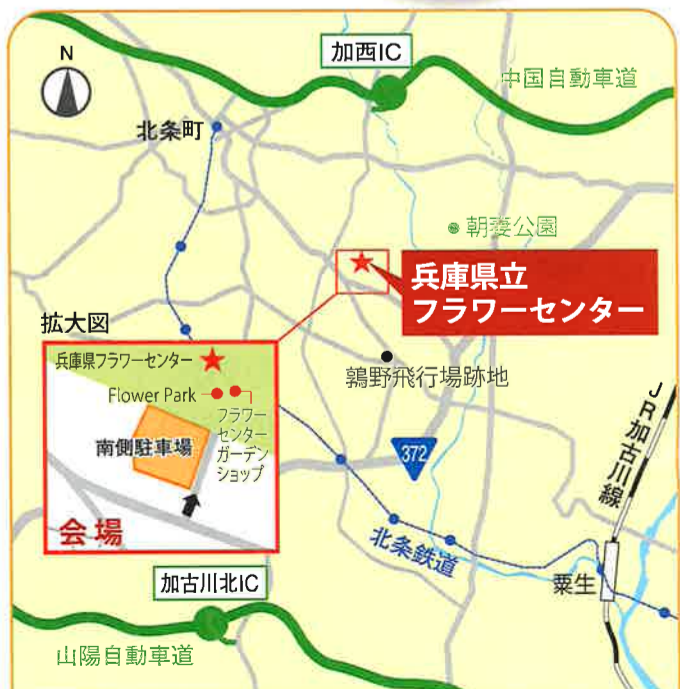 N
加西IC
中国自動車道
北条町
朝妻公園
兵庫県立
フラワーセンター
拡大図
兵庫県フラワーセンター
Flower Park
フラワー
センター
ガーデン
ショップ
南側駐車場
会場
鶉野飛行場跡地
372
JR加古川線
北条鉄道
粟生
加古川北IC
山陽自動車道